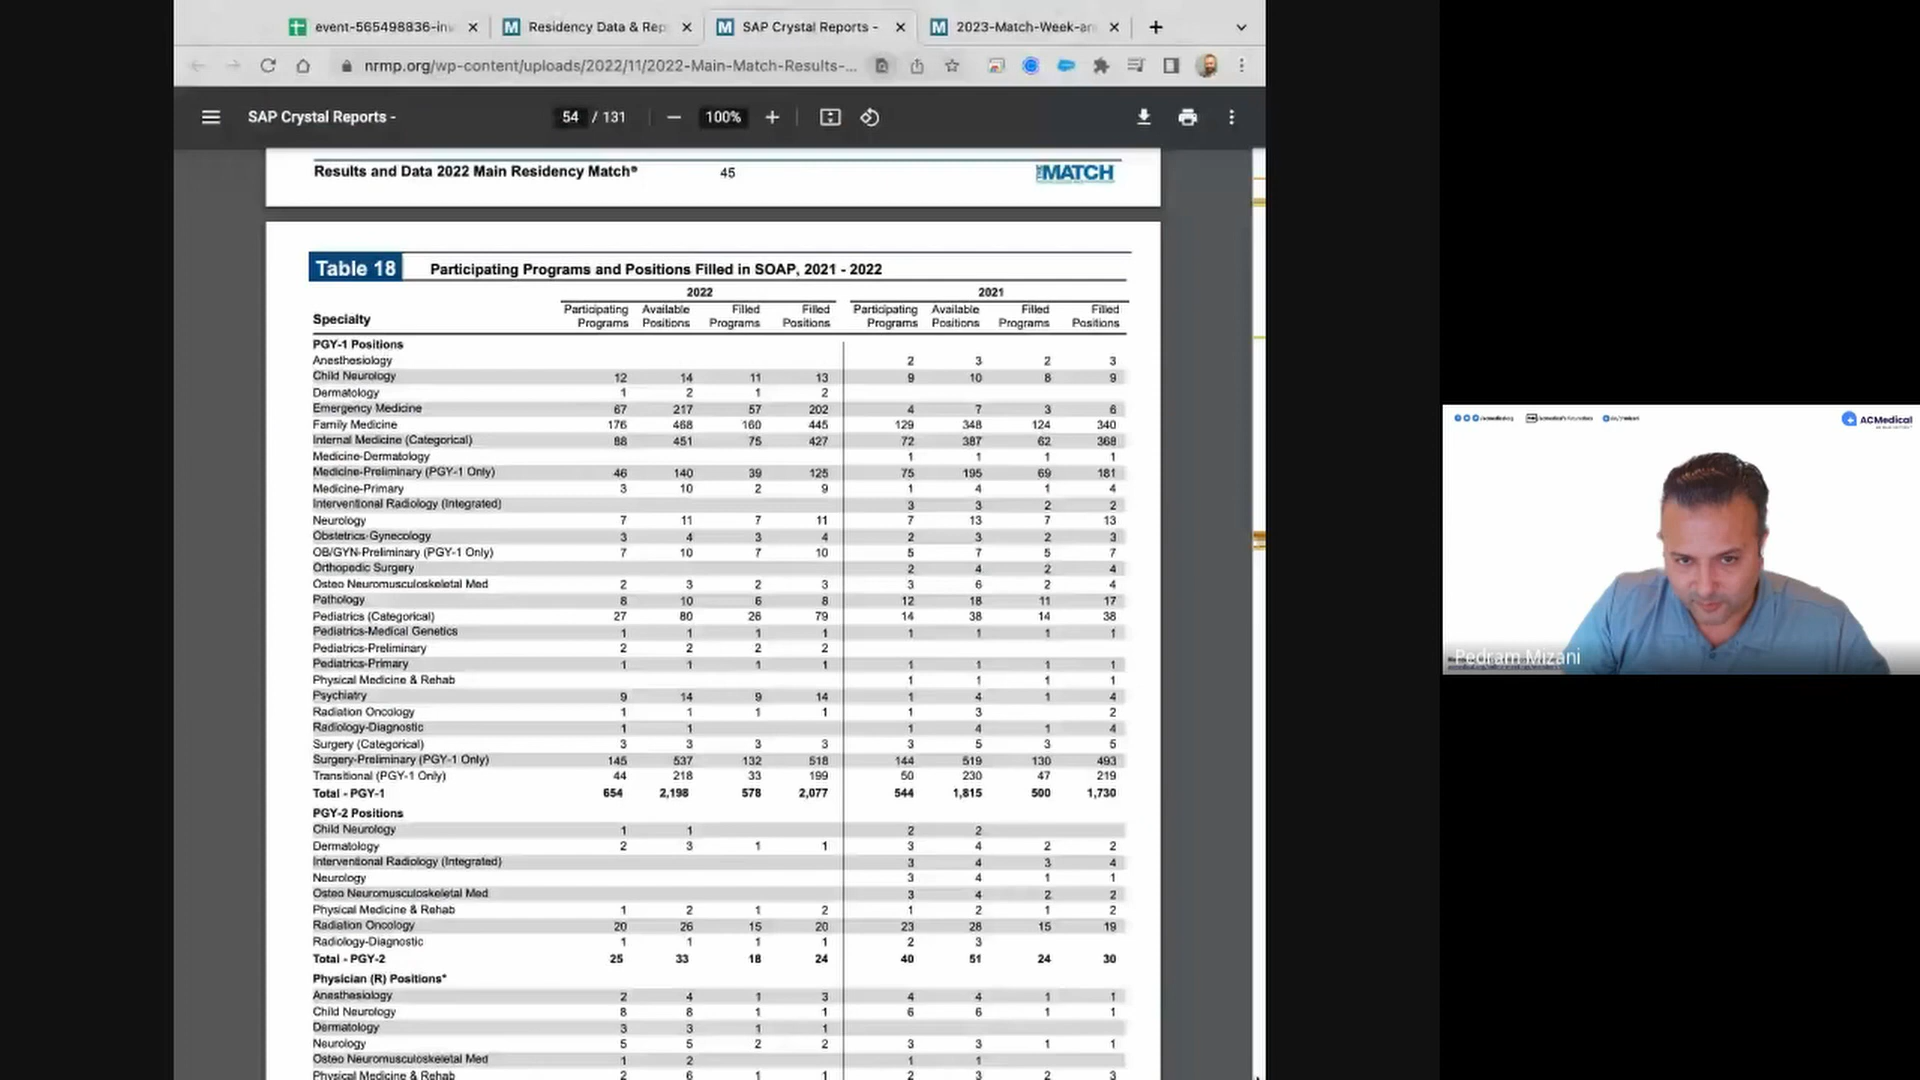 event-565498836-in
Residency Data & Rep
SAP Crystal Reports -
2023-Match-Week-an
nrmp.org/wp-content/uploads/2022/11/2022-Main-Match-Results-...
SAP Crystal Reports -
54 / 131
100%
Results and Data 2022 Main Residency Match®
45
THE MATCH
Table 18 Participating Programs and Positions Filled in SOAP, 2021 - 2022
2022 2021
Specialty Participating Programs Available Positions Filled Programs Filled Positions Participating Programs Available Positions Filled Programs Filled Positions
PGY-1 Positions
Anesthesiology 2 3 2 3
Child Neurology 12 14 11 13 9 10 8 9
Dermatology 1 2 1 2
Emergency Medicine 67 217 57 202 4 7 3 6
Family Medicine 176 468 160 445 129 348 124 340
Internal Medicine (Categorical) 88 451 75 427 72 387 62 368
Medicine-Dermatology 1 1 1 1
Medicine-Preliminary (PGY-1 Only) 46 140 39 125 75 195 69 181
Medicine-Primary 3 10 2 9 1 4 1 4
Interventional Radiology (Integrated) 3 3 2 2
Neurology 7 11 7 11 7 13 7 13
Obstetrics-Gynecology 3 4 3 4 2 3 2 3
OB/GYN-Preliminary (PGY-1 Only) 7 10 7 10 5 7 5 7
Orthopedic Surgery 2 4 2 4
Osteo Neuromusculoskeletal Med 2 3 2 3 3 6 2 4
Pathology 8 10 6 8 12 18 11 17
Pediatrics (Categorical) 27 80 26 79 14 38 14 38
Pediatrics-Medical Genetics 1 1 1 1 1 1 1 1
Pediatrics-Preliminary 2 2 2 2
Pediatrics-Primary 1 1 1 1 1 1 1 1
Physical Medicine & Rehab 1 1 1 1
Psychiatry 9 14 9 14 1 4 1 4
Radiation Oncology 1 1 1 1 1 3 2
Radiology-Diagnostic 1 1 1 4 1 4
Surgery (Categorical) 3 3 3 3 3 5 3 5
Surgery-Preliminary (PGY-1 Only) 145 537 132 518 144 519 130 493
Transitional (PGY-1 Only) 44 218 33 199 50 230 47 219
Total - PGY-1 654 2,198 578 2,077 544 1,815 500 1,730
PGY-2 Positions
Child Neurology 1 1 2 2
Dermatology 2 3 1 1 3 4 2 2
Interventional Radiology (Integrated) 3 4 3 4
Neurology 3 4 1 1
Osteo Neuromusculoskeletal Med 3 4 2 2
Physical Medicine & Rehab 1 2 1 2 1 2 1 2
Radiation Oncology 20 26 15 20 23 28 15 19
Radiology-Diagnostic 1 1 1 1 2 3
Total - PGY-2 25 33 18 24 40 51 24 30
Physician (R) Positions*
Anesthesiology 2 4 1 3 4 4 1 1
Child Neurology 8 8 1 1 6 6 1 1
Dermatology 3 3 1 1
Neurology 5 5 2 2 3 3 1 1
Osteo Neuromusculoskeletal Med 1 2 1 1
Physical Medicine & Rehab 2 6 1 1 2 3 2 3
ACMedical
Pedram Mizani